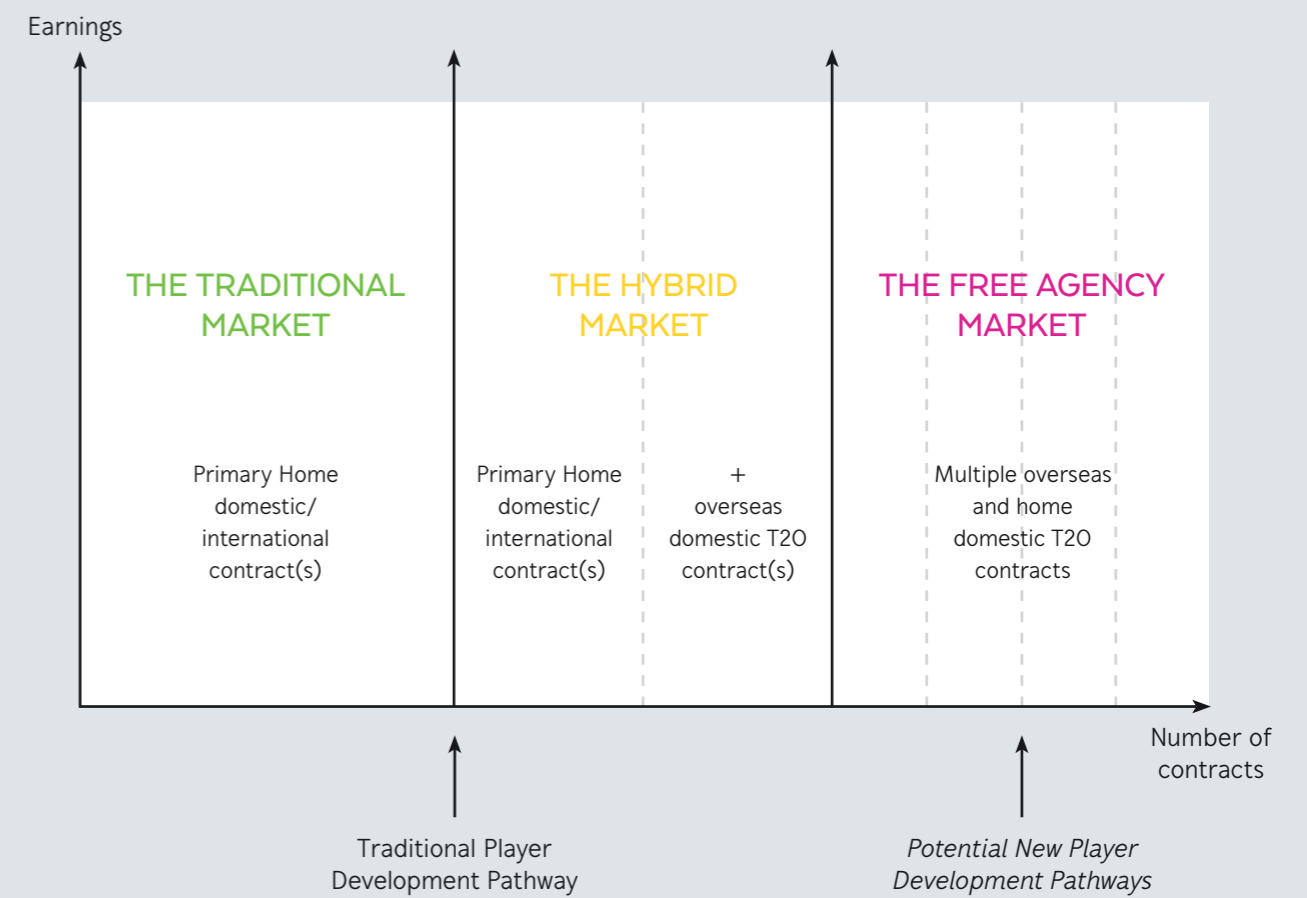 Earnings
THE TRADITIONAL
MARKET
THE HYBRID
MARKET
THE FREE AGENCY
MARKET
Primary Home
domestic/
international
contract(s)
Primary Home
domestic/
international
contract(s)
+
overseas
domestic T20
contract(s)
Multiple overseas
and home
domestic T20
contracts
Number of
contracts
Traditional Player
Development Pathway
Potential New Player
Development Pathways